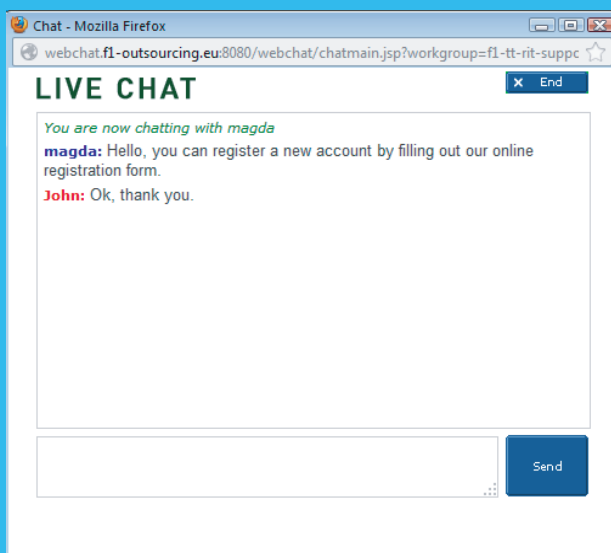 Chat - Mozilla Firefox
webchat.f1-outsourcing.eu:8080/webchat/chatmain.jsp?workgroup=f1-tt-rit-suppc
LIVE CHAT
End
You are now chatting with magda
magda: Hello, you can register a new account by filling out our online
registration form.
John: Ok, thank you.
Send